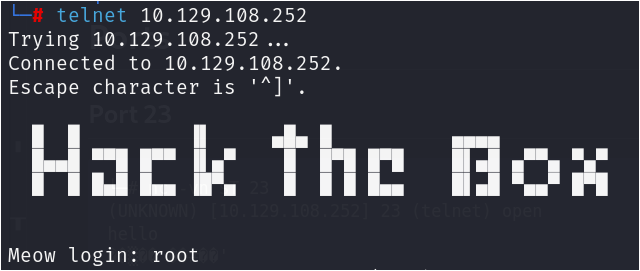 └─# telnet 10.129.108.252
Trying 10.129.108.252 ...
Connected to 10.129.108.252.
Escape character is '^]'.
Port 23
Hack the Box
23
(UNKNOWN) [10.129.108.252] 23 (telnet) open
hello
Meow login: root